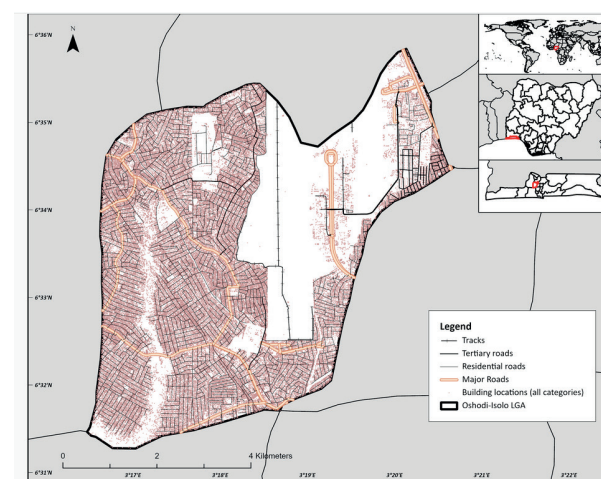 N
6°36'N
6°35'N
6°34'N
6°33'N
6°32'N
6°31'N
Legend
Tracks
Tertiary roads
Residential roads
Major Roads
Building locations (all categories)
Oshodi-Isolo LGA
0 2 4 Kilometers
3°17'E 3°18'E 3°19'E 3°20'E 3°21'E 3°22'E